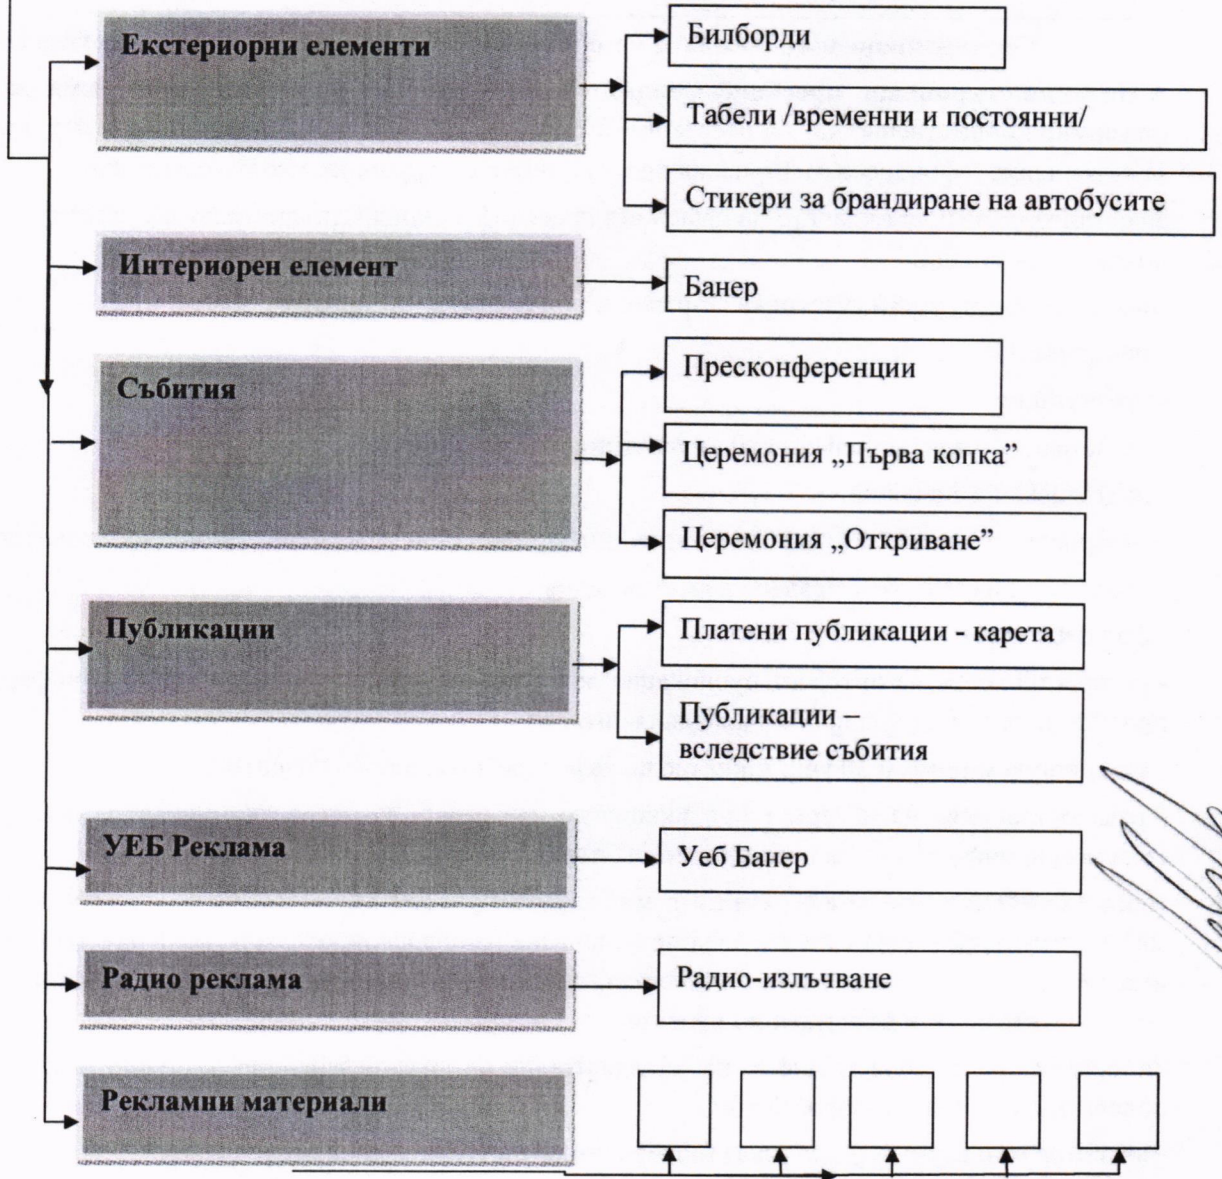 Екстериорни елементи
Билборди
Табели /временни и постоянни/
Стикери за брандиране на автобусите
Интериорен елемент
Банер
Събития
Пресконференции
Церемония „Първа копка”
Церемония „Откриване”
Публикации
Платени публикации - карета
Публикации –
вследствие събития
УЕБ Реклама
Уеб Банер
Радио реклама
Радио-излъчване
Рекламни материали